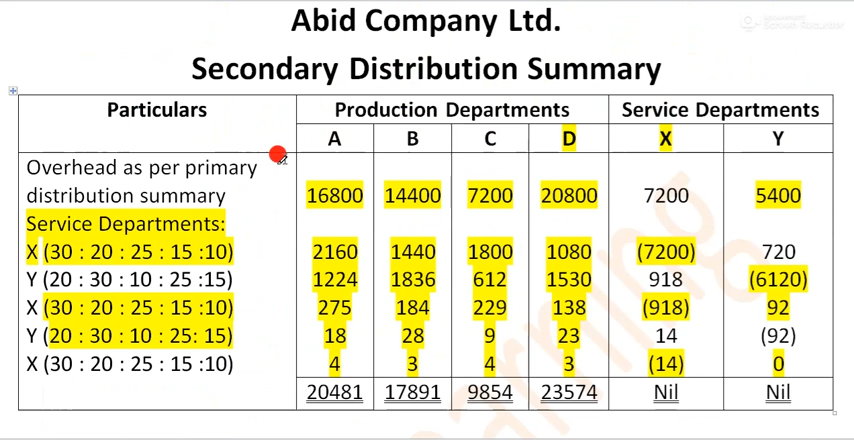 Abid Company Ltd.
Secondary Distribution Summary
Particulars Production Departments Service Departments
A B C D X Y
Overhead as per primary
distribution summary 16800 14400 7200 20800 7200 5400
Service Departments:
X (30 : 20 : 25 : 15 :10) 2160 1440 1800 1080 (7200) 720
Y (20 : 30 : 10 : 25 :15) 1224 1836 612 1530 918 (6120)
X (30 : 20 : 25 : 15 :10) 275 184 229 138 (918) 92
Y (20 : 30 : 10 : 25: 15) 18 28 9 23 14 (92)
X (30 : 20 : 25 : 15 :10) 4 3 4 3 (14) 0
20481 17891 9854 23574 Nil Nil